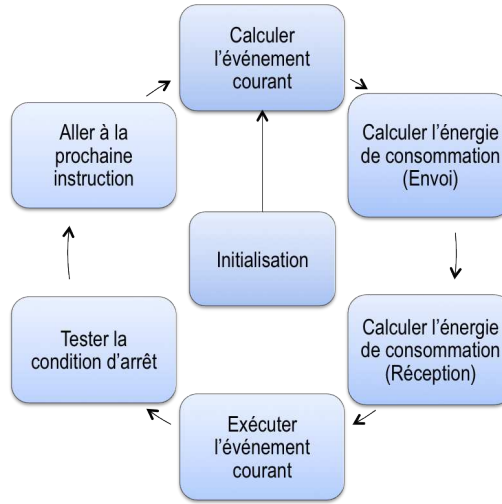 Calculer
l'événement
courant
Calculer l'énergie
de consommation
(Envoi)
Calculer l'énergie
de consommation
(Réception)
Exécuter
l'événement
courant
Tester la
condition d'arrêt
Aller à la
prochaine
instruction
Initialisation